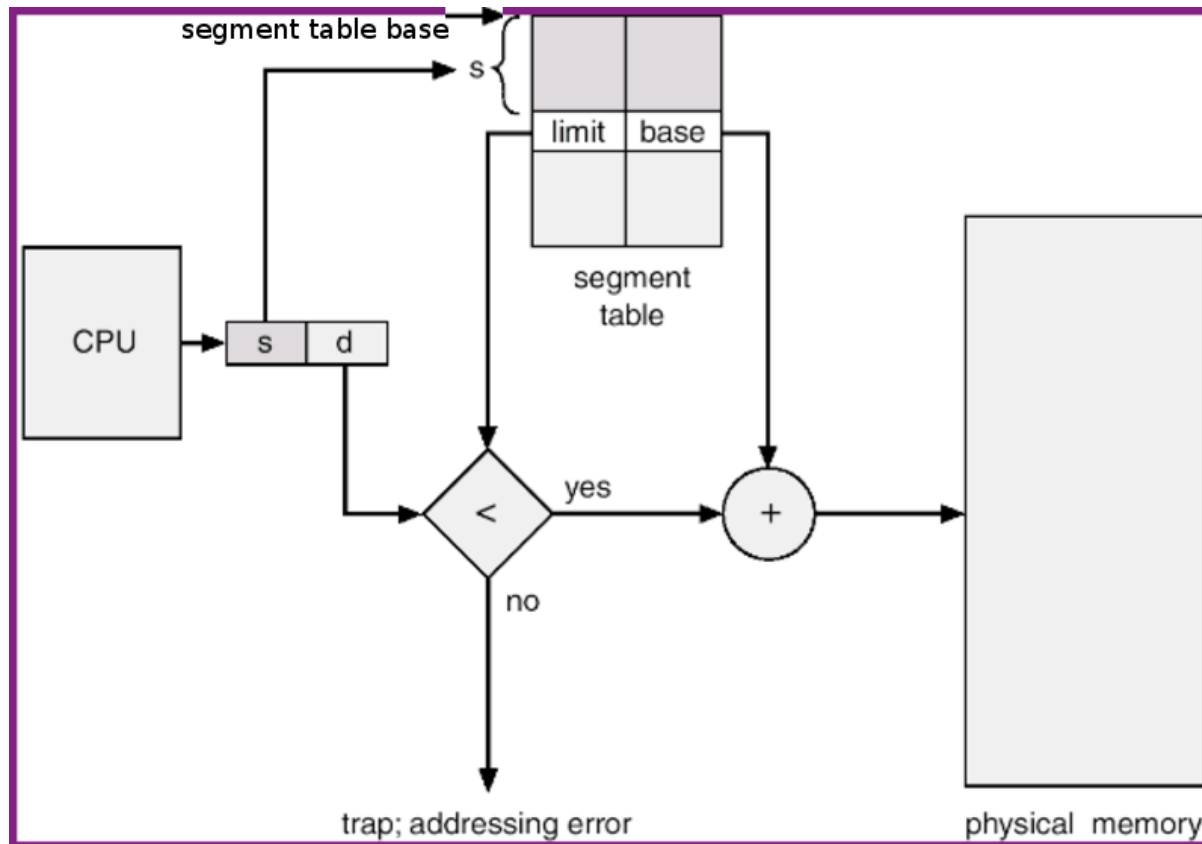 segment table base
s
limit base
segment
table
CPU
s d
yes
< +
no
trap; addressing error
physical memory